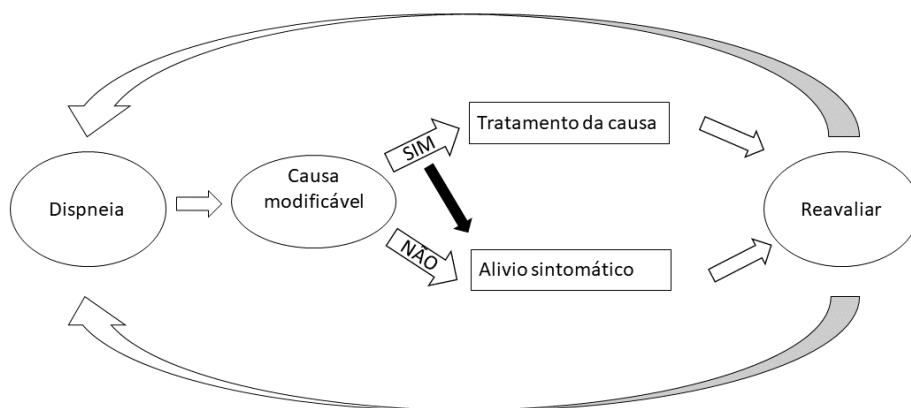 Dispneia
Causa
modificável
SIM
NÃO
Tratamento da causa
Alivio sintomático
Reavaliar